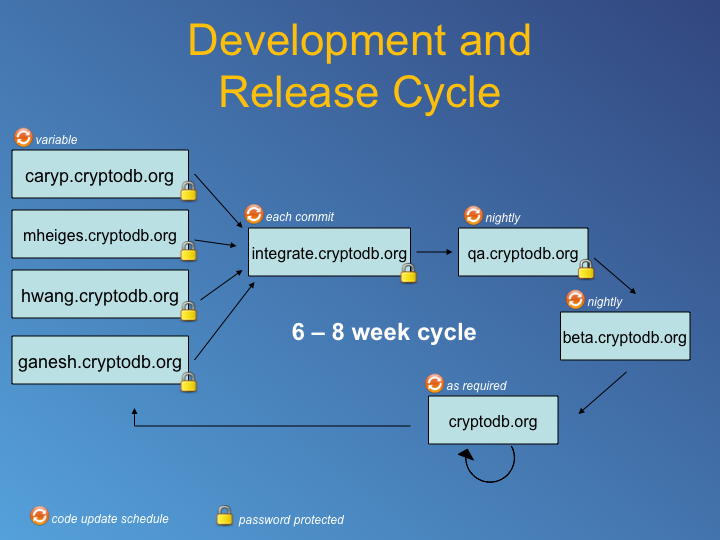 Development and
Release Cycle
variable
caryp.cryptodb.org
mheiges.cryptodb.org
hwang.cryptodb.org
ganesh.cryptodb.org
each commit
integrate.cryptodb.org
nightly
qa.cryptodb.org
nightly
beta.cryptodb.org
6 – 8 week cycle
as required
cryptodb.org
code update schedule
password protected